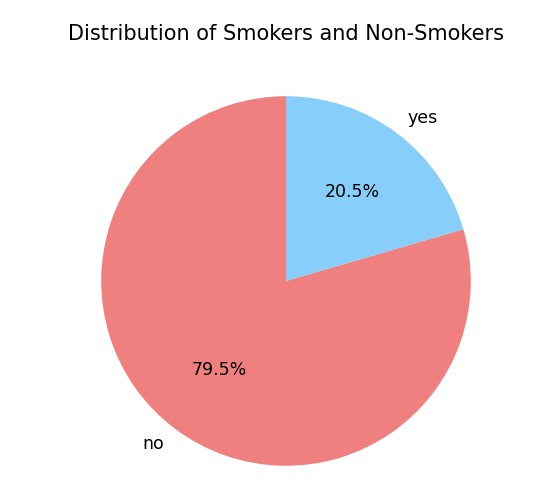 Distribution of Smokers and Non-Smokers
yes
20.5%
79.5%
no